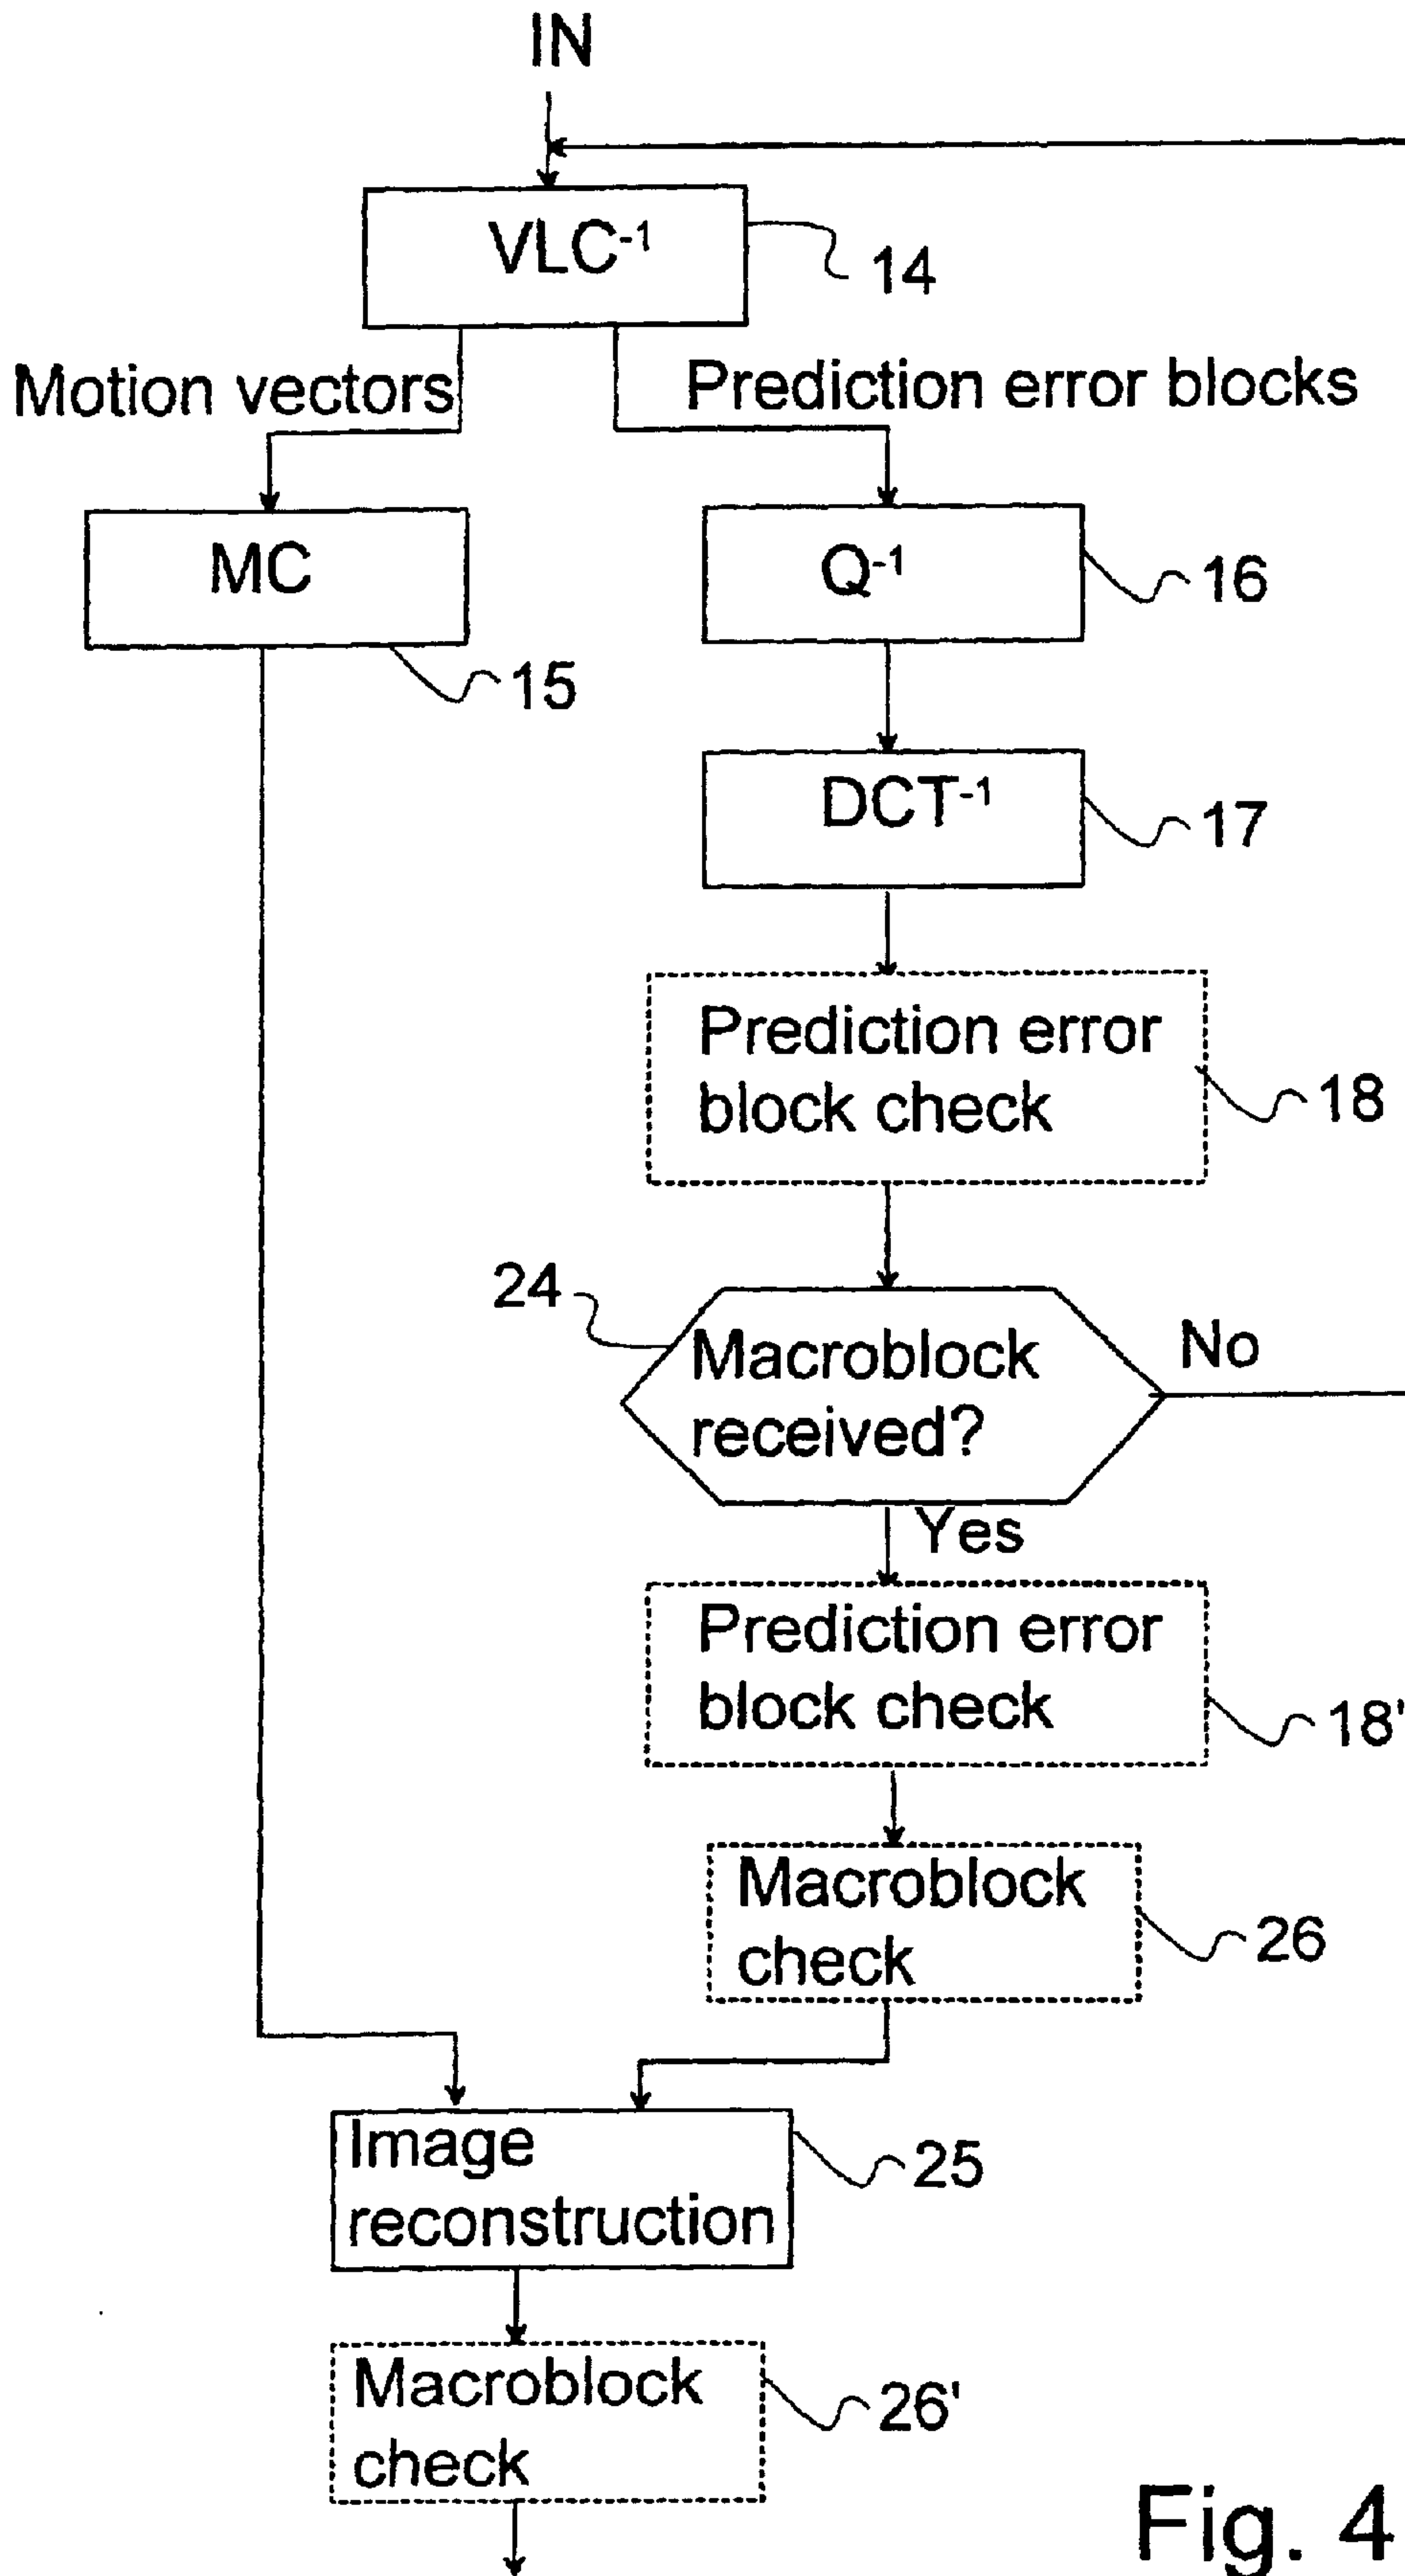 IN
VLC-1
14
Motion vectors
Prediction error blocks
MC
Q-1
16
15
DCT-1
17
Prediction error
block check
18
24
Macroblock
received?
No
Yes
Prediction error
block check
18'
Macroblock
check
26
Image
reconstruction
25
Macroblock
check
26'
Fig. 4